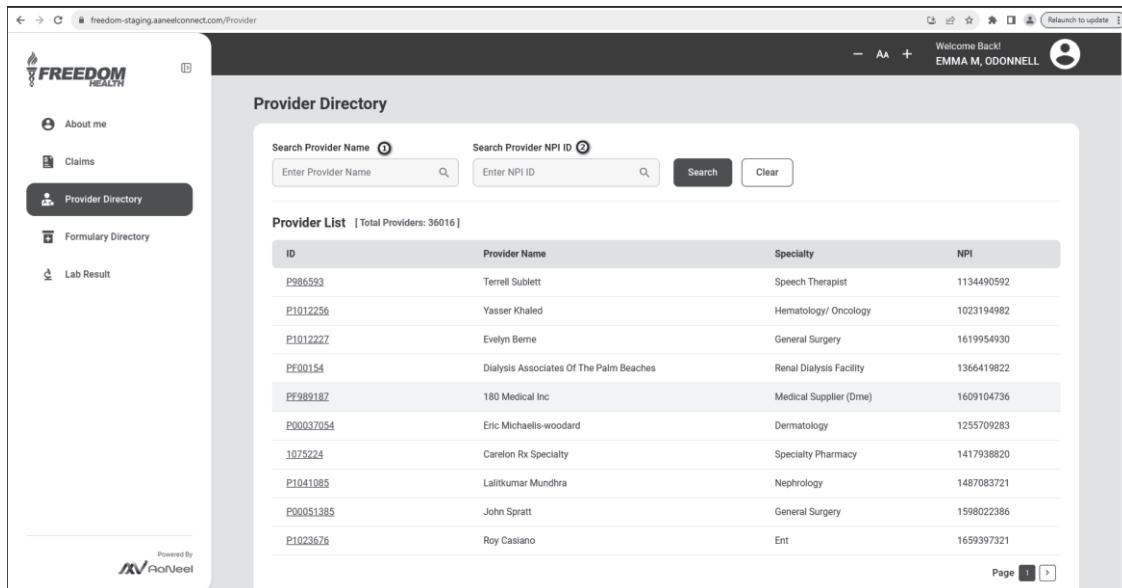 freedom-staging.aaneelconnect.com/Provider
Relaunch to update
FREEDOM
HEALTH
Welcome Back!
EMMA M, ODONNELL
− AA +
About me
Claims
Provider Directory
Formulary Directory
Lab Result
Provider Directory
Search Provider Name 1 Search Provider NPI ID 2
Enter Provider Name Enter NPI ID Search Clear
Provider List [Total Providers: 36016]
ID Provider Name Specialty NPI
P986593 Terrell Sublett Speech Therapist 1134490592
P1012256 Yasser Khaled Hematology/ Oncology 1023194982
P1012227 Evelyn Berne General Surgery 1619954930
PF00154 Dialysis Associates Of The Palm Beaches Renal Dialysis Facility 1366419822
PF989187 180 Medical Inc Medical Supplier (Dme) 1609104736
P00037054 Eric Michaelis-woodard Dermatology 1255709283
1075224 Carelon Rx Specialty Specialty Pharmacy 1417938820
P1041085 Lalitkumar Mundhra Nephrology 1487083721
P00051385 John Spratt General Surgery 1598022386
P1023676 Roy Casiano Ent 1659397321
Page 1 >
Powered By
AaNeel